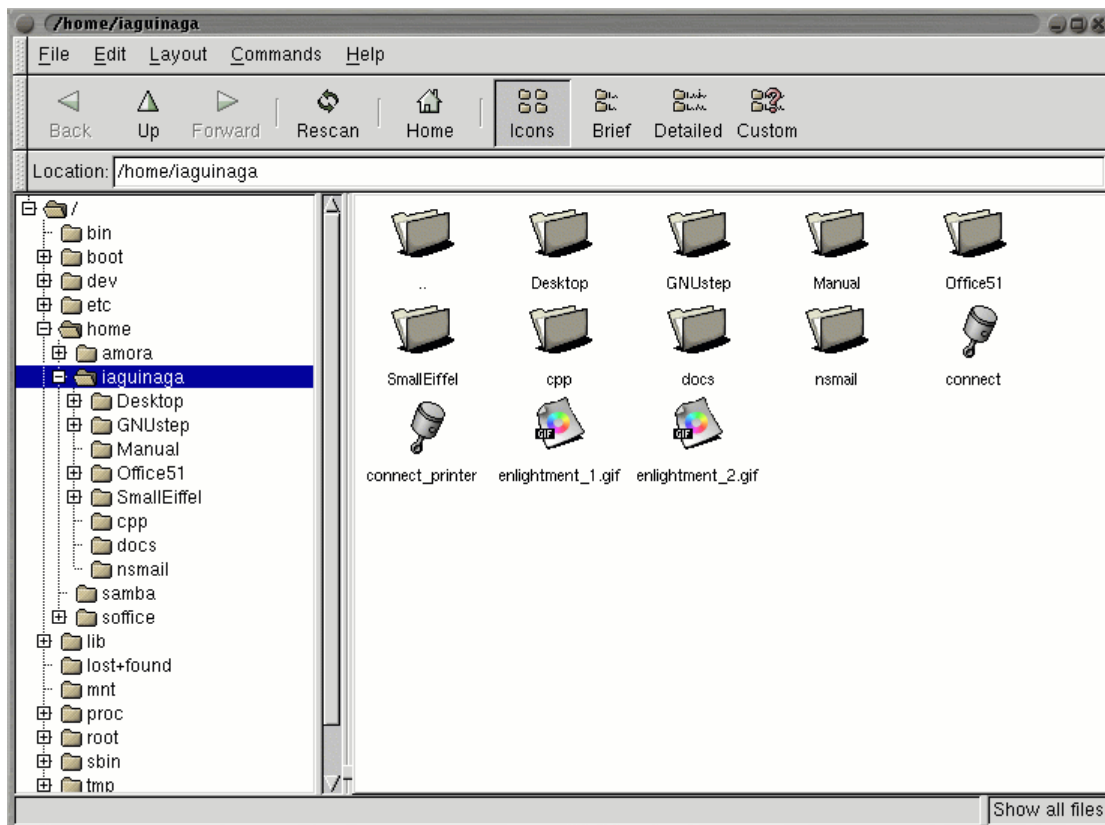 /home/iaguinaga
File Edit Layout Commands Help
Back Up Forward Rescan Home Icons Brief Detailed Custom
Location: /home/iaguinaga
/
bin
boot
dev
etc
home
amora
iaguinaga
Desktop
GNUstep
Manual
Office51
SmallEiffel
cpp
docs
nsmail
samba
soffice
lib
lost+found
mnt
proc
root
sbin
tmp
.. Desktop GNUstep Manual Office51
SmallEiffel cpp docs nsmail connect
GIF GIF
connect_printer enlightment_1.gif enlightment_2.gif
Show all files